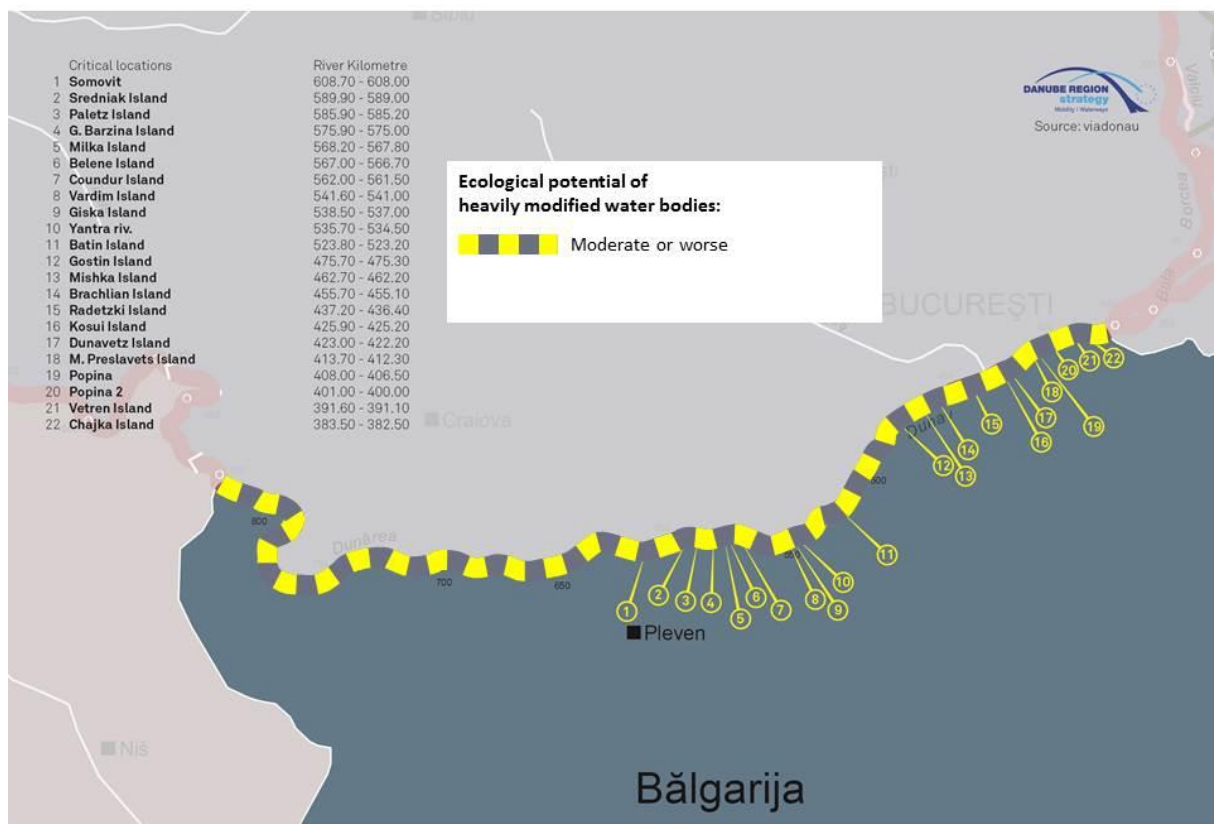 Critical locations River Kilometre
1 Somovit 608.70 - 608.00
2 Sredniak Island 589.90 - 589.00
3 Paletz Island 585.90 - 585.20
4 G. Barzina Island 575.90 - 575.00
5 Milka Island 568.20 - 567.80
6 Belene Island 567.00 - 566.70
7 Coundur Island 562.00 - 561.50
8 Vardim Island 541.60 - 541.00
9 Giska Island 538.50 - 537.00
10 Yantra riv. 535.70 - 534.50
11 Batin Island 523.80 - 523.20
12 Gostin Island 475.70 - 475.30
13 Mishka Island 462.70 - 462.20
14 Brachlian Island 455.70 - 455.10
15 Radetzki Island 437.20 - 436.40
16 Kosui Island 425.90 - 425.20
17 Dunavetz Island 423.00 - 422.20
18 M. Preslavets Island 413.70 - 412.30
19 Popina 408.00 - 406.50
20 Popina 2 401.00 - 400.00
21 Vetren Island 391.60 - 391.10
22 Chajka Island 383.50 - 382.50
DANUBE REGION
strategy
Mobility / Waterways
Source: viadonau
Ecological potential of
heavily modified water bodies:
Moderate or worse
BUCUREŞTI
Borcea
Bala
Craiova
Dunărea
Dunav
800
700
650
550
500
1
2
3
4
5
6
7
8
9
10
11
12
13
14
15
16
17
18
19
20
21
22
Pleven
Niš
Bălgarija